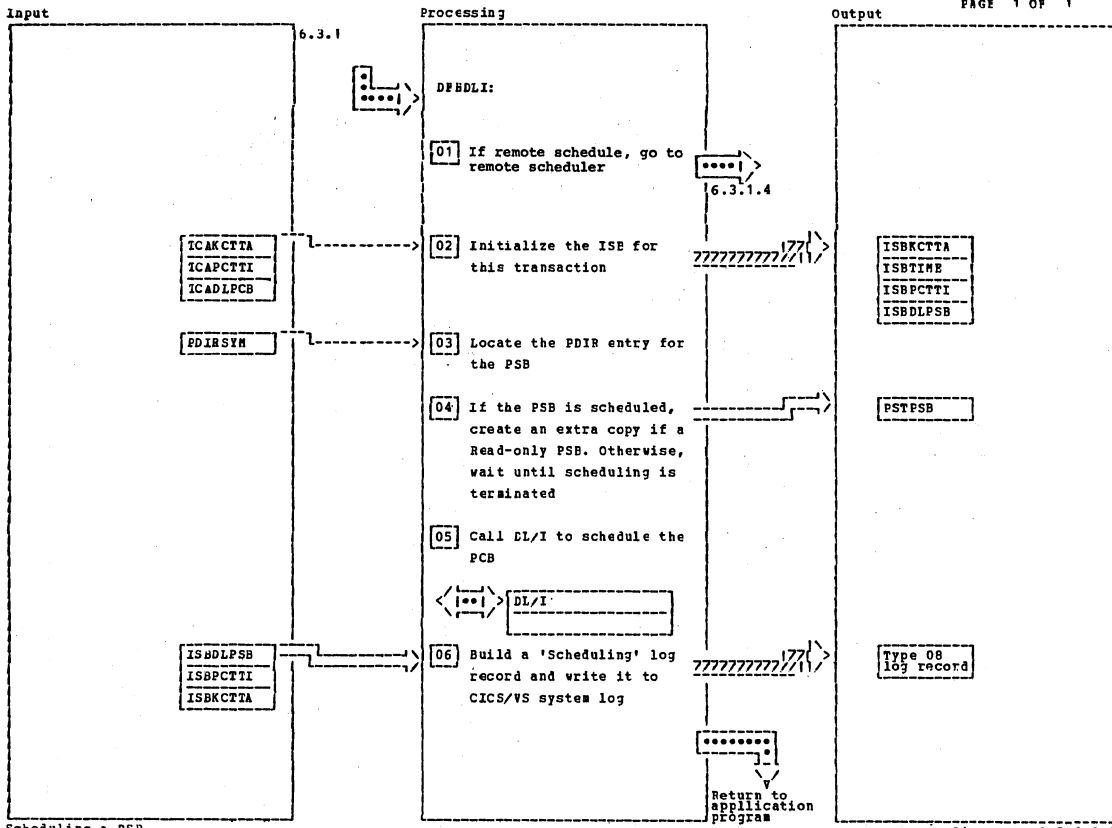 PAGE 1 OF 1
Input
Processing
Output
6.3.1
DFHDLI:
01 If remote schedule, go to
remote scheduler
6.3.1.4
TCAKCTTA
TCAPCTTI
TCADLPCB
02 Initialize the ISB for
this transaction
ISBKCTTA
ISBTIME
ISBPCTTI
ISBDLPSB
PDIRSYM
03 Locate the PDIR entry for
the PSB
04 If the PSB is scheduled,
create an extra copy if a
Read-only PSB. Otherwise,
wait until scheduling is
terminated
PSTPSB
05 Call DL/I to schedule the
PCB
DL/I
ISBDLPSB
ISBPCTTI
ISBKCTTA
06 Build a 'Scheduling' log
record and write it to
CICS/VS system log
Type 08
log record
Return to
appllication
program
Scheduling a PSB